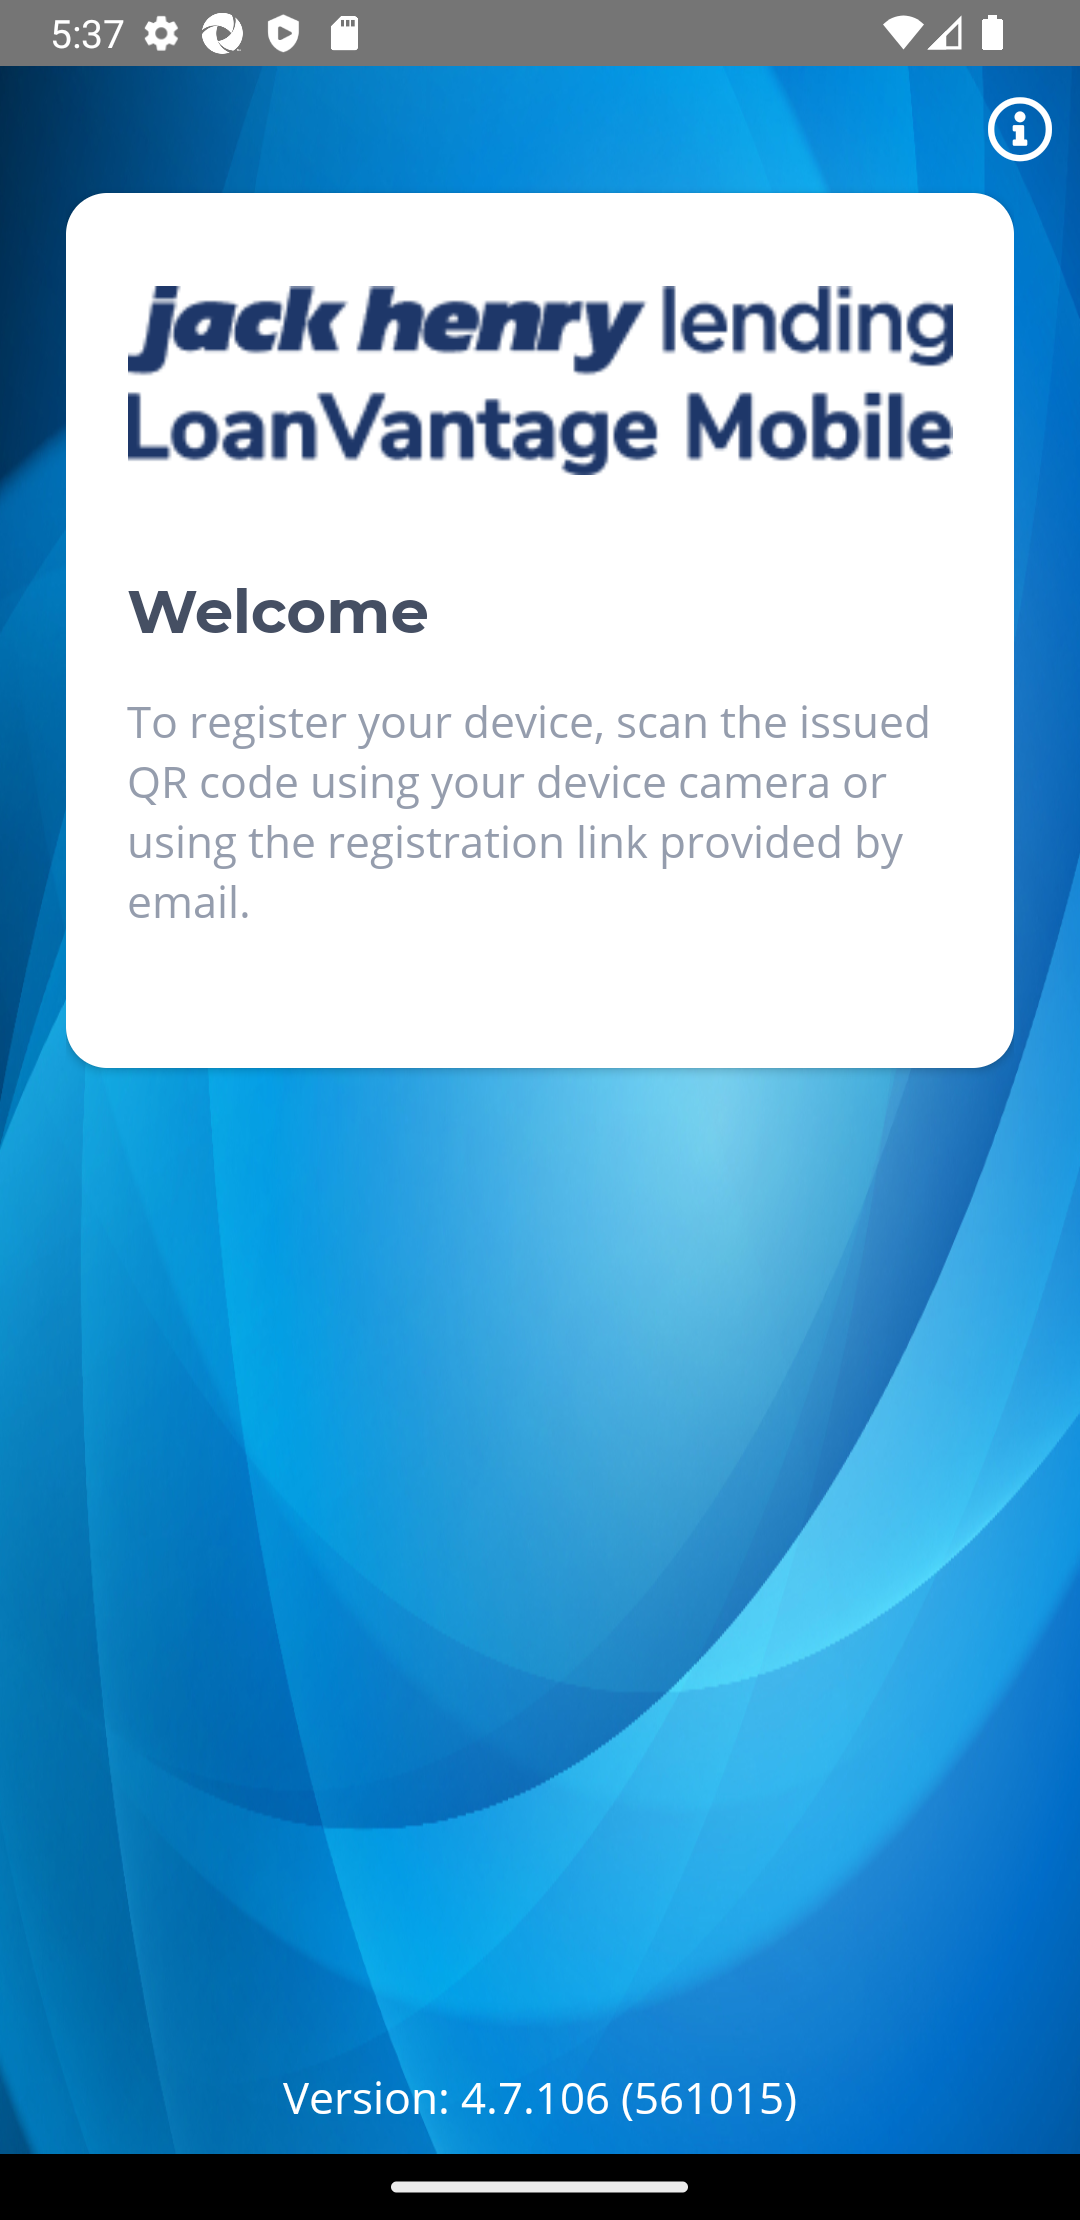 5:37
jack henry lending
LoanVantage Mobile
Welcome
To register your device, scan the issued
QR code using your device camera or
using the registration link provided by
email.
Version: 4.7.106 (561015)